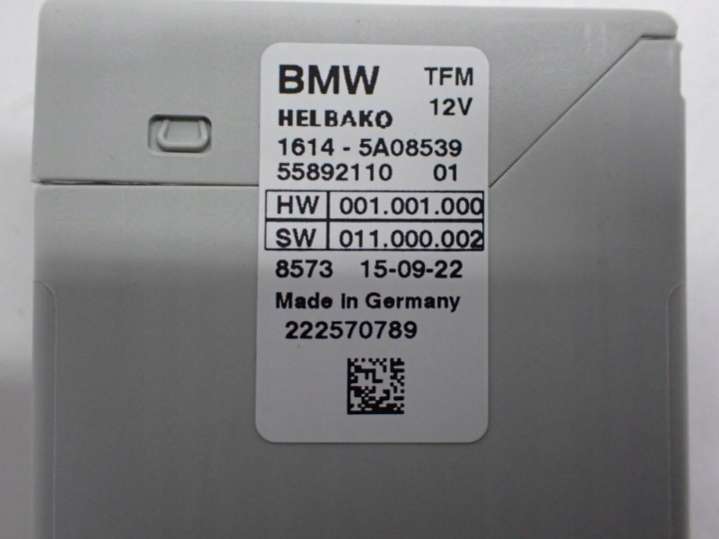 BMW TFM
12V
HELBAKO
1614 - 5A08539
55892110 01
HW 001.001.000
SW 011.000.002
8573 15-09-22
Made in Germany
222570789